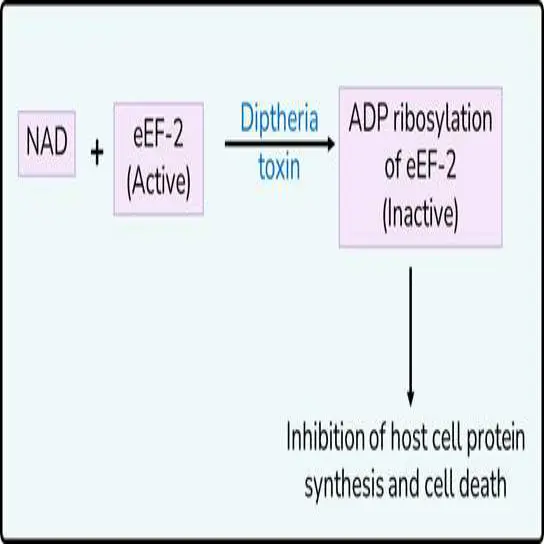 NAD
+
eEF-2
(Active)
Diptheria
toxin
ADP ribosylation
of eEF-2
(Inactive)
Inhibition of host cell protein
synthesis and cell death